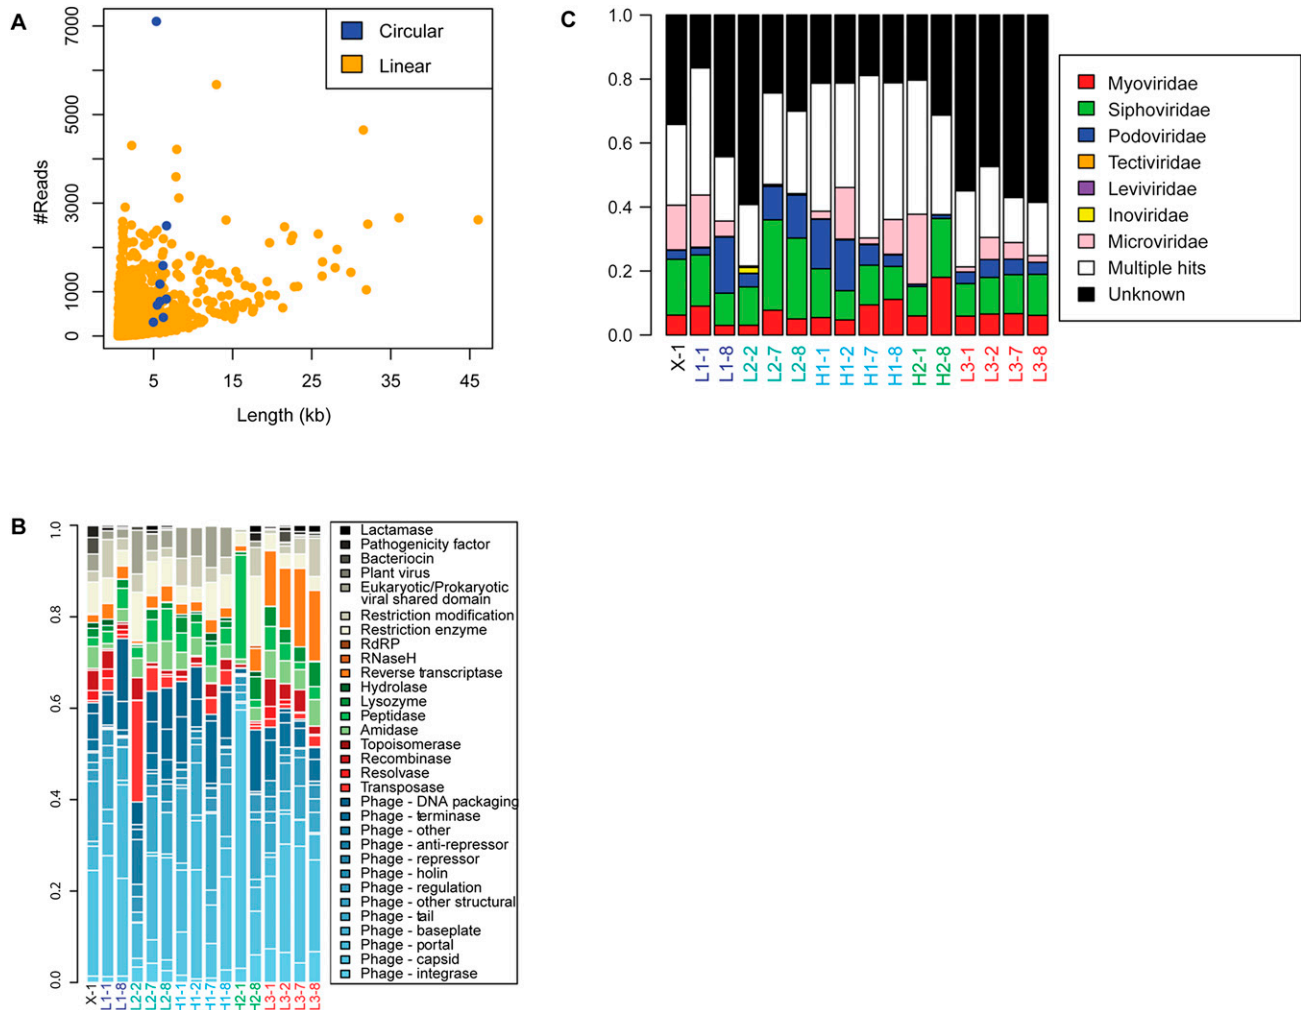 A
7000
5000
3000
1000
0
#Reads
5
15
25
35
45
Length (kb)
Circular
Linear
C
1.0
0.8
0.6
0.4
0.2
0.0
X-1
L1-1
L1-8
L2-2
L2-7
L2-8
H1-1
H1-2
H1-7
H1-8
H2-1
H2-8
L3-1
L3-2
L3-7
L3-8
Myoviridae
Siphoviridae
Podoviridae
Tectiviridae
Leviviridae
Inoviridae
Microviridae
Multiple hits
Unknown
B
1.0
0.8
0.6
0.4
0.2
0.0
X-1
L1-1
L1-8
L2-2
L2-7
L2-8
H1-1
H1-2
H1-7
H1-8
H2-1
H2-8
L3-1
L3-2
L3-7
L3-8
Lactamase
Pathogenicity factor
Bacteriocin
Plant virus
Eukaryotic/Prokaryotic
viral shared domain
Restriction modification
Restriction enzyme
RdRP
RNaseH
Reverse transcriptase
Hydrolase
Lysozyme
Peptidase
Amidase
Topoisomerase
Recombinase
Resolvase
Transposase
Phage - DNA packaging
Phage - terminase
Phage - other
Phage - anti-repressor
Phage - repressor
Phage - holin
Phage - regulation
Phage - other structural
Phage - tail
Phage - baseplate
Phage - portal
Phage - capsid
Phage - integrase